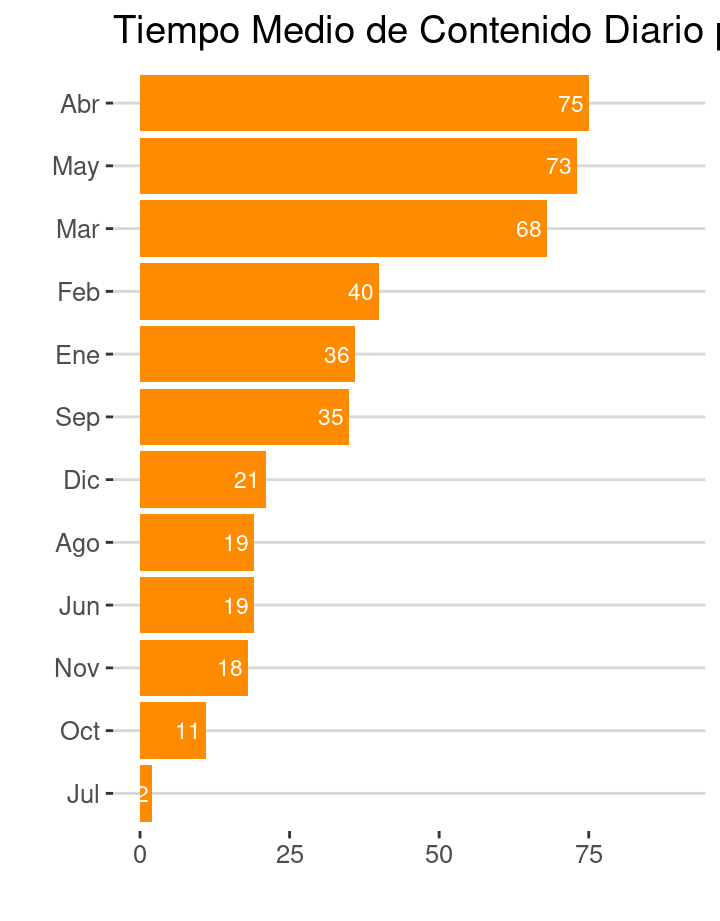 Tiempo Medio de Contenido Diario
Abr 75
May 73
Mar 68
Feb 40
Ene 36
Sep 35
Dic 21
Ago 19
Jun 19
Nov 18
Oct 11
Jul 2
0 25 50 75